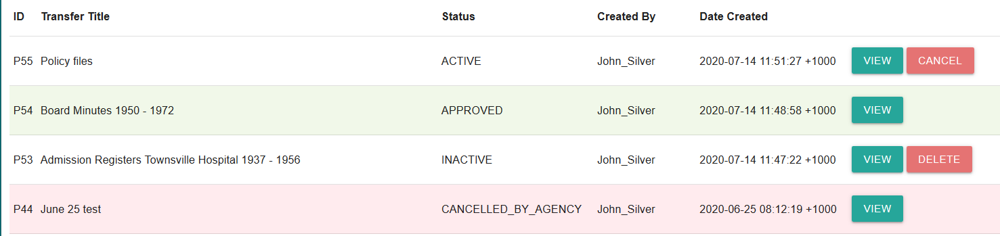 ID Transfer Title Status Created By Date Created
P55 Policy files ACTIVE John_Silver 2020-07-14 11:51:27 +1000 VIEW CANCEL
P54 Board Minutes 1950 - 1972 APPROVED John_Silver 2020-07-14 11:48:58 +1000 VIEW
P53 Admission Registers Townsville Hospital 1937 - 1956 INACTIVE John_Silver 2020-07-14 11:47:22 +1000 VIEW DELETE
P44 June 25 test CANCELLED_BY_AGENCY John_Silver 2020-06-25 08:12:19 +1000 VIEW